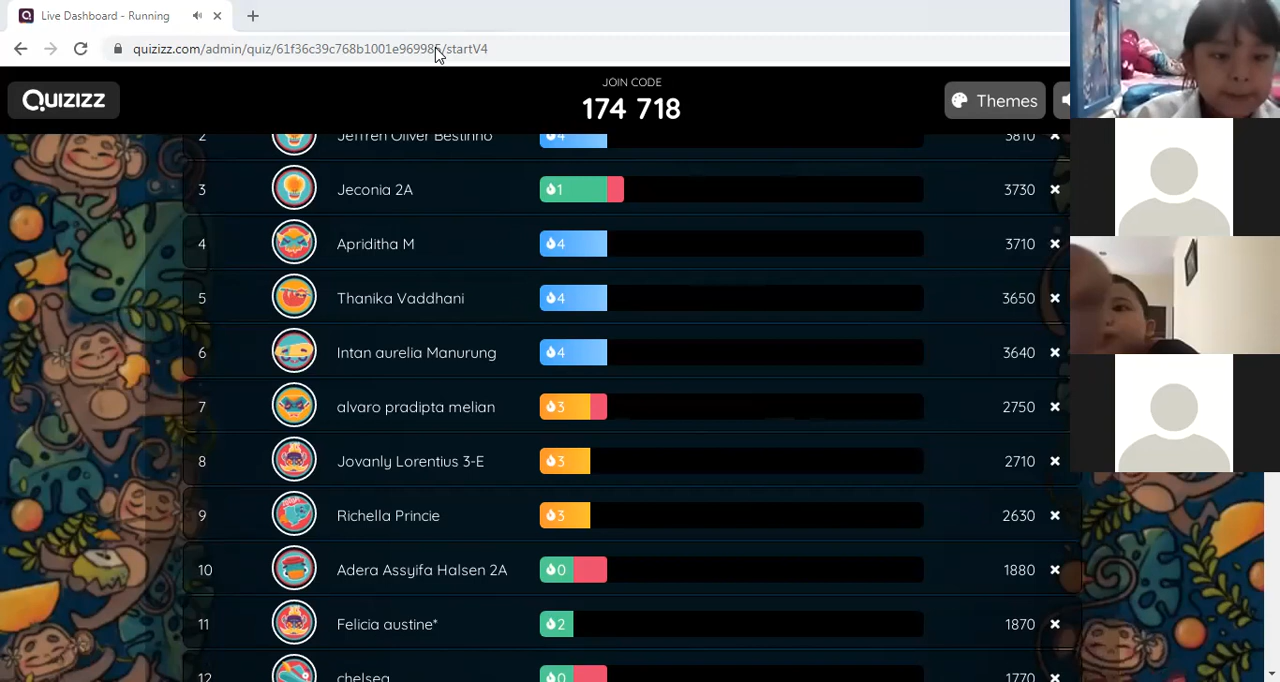 Live Dashboard - Running
quizizz.com/admin/quiz/61f36c39c768b1001e96998f/startV4
QUIZIZZ
JOIN CODE
174 718
Themes
2 Jeffren Oliver Bestinno 4 3810
3 Jeconia 2A 1 3730
4 Apriditha M 4 3710
5 Thanika Vaddhani 4 3650
6 Intan aurelia Manurung 4 3640
7 alvaro pradipta melian 3 2750
8 Jovanly Lorentius 3-E 3 2710
9 Richella Princie 3 2630
10 Adera Assyifa Halsen 2A 0 1880
11 Felicia austine* 2 1870
12 chelsea 0 1770